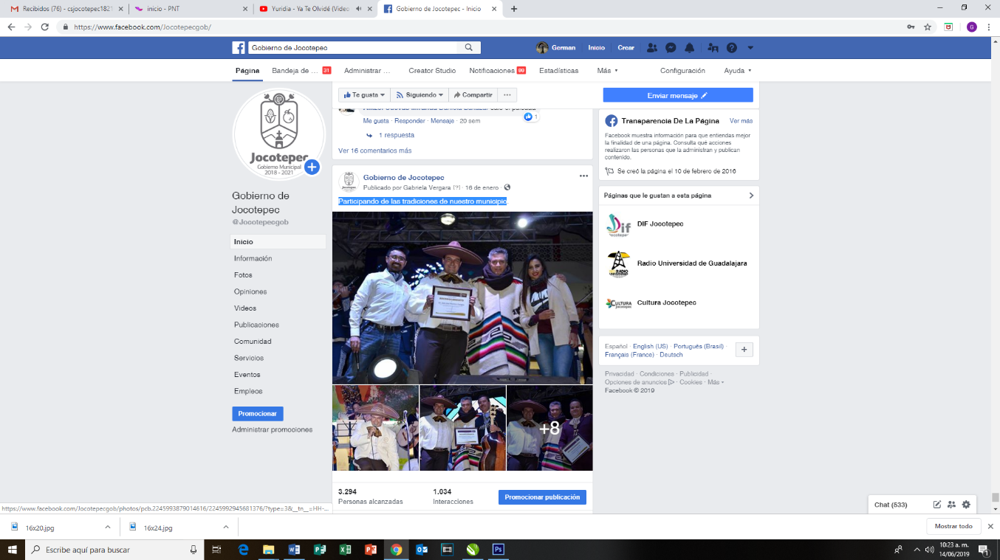 Recibidos (76) - csjocotepec1821
inicio - PNT
Yuridia - Ya Te Olvidé (Video
Gobierno de Jocotepec - Inicio
https://www.facebook.com/Jocotepecgob/
Gobierno de Jocotepec
German
Inicio
Crear
Página
Bandeja de ... 31
Administrar ...
Creator Studio
Notificaciones 99
Estadísticas
Más
Configuración
Ayuda
Te gusta
Siguiendo
Compartir
Enviar mensaje
Jocotepec
Gobierno Municipal
2018 - 2021
Gobierno de
Jocotepec
@Jocotepecgob
Inicio
Información
Fotos
Opiniones
Videos
Publicaciones
Comunidad
Servicios
Eventos
Empleos
Promocionar
Administrar promociones
Me gusta · Responder · Mensaje · 20 sem
1
1 respuesta
Ver 16 comentarios más
Gobierno de Jocotepec
Publicado por Gabriela Vergara [?] · 16 de enero ·
Participando de las tradiciones de nuestro municipio
+8
3.294
Personas alcanzadas
1.034
Interacciones
Promocionar publicación
Transparencia De La Página
Ver más
Facebook muestra información para que entiendas mejor
la finalidad de una página. Consulta qué acciones
realizaron las personas que la administran y publican
contenido.
Se creó la página el 10 de febrero de 2016
Páginas que le gustan a esta página
DIF Jocotepec
Radio Universidad de Guadalajara
Cultura Jocotepec
Español · English (US) · Português (Brasil) ·
Français (France) · Deutsch
Privacidad · Condiciones · Publicidad ·
Opciones de anuncios · Cookies · Más
Facebook © 2019
Chat (533)
https://www.facebook.com/Jocotepecgob/photos/pcb.2245993879014616/2245992945681376/?type=3&__tn__=HH-...
16x20.jpg
16x24.jpg
Mostrar todo
Escribe aquí para buscar
10:23 a. m.
14/06/2019
1